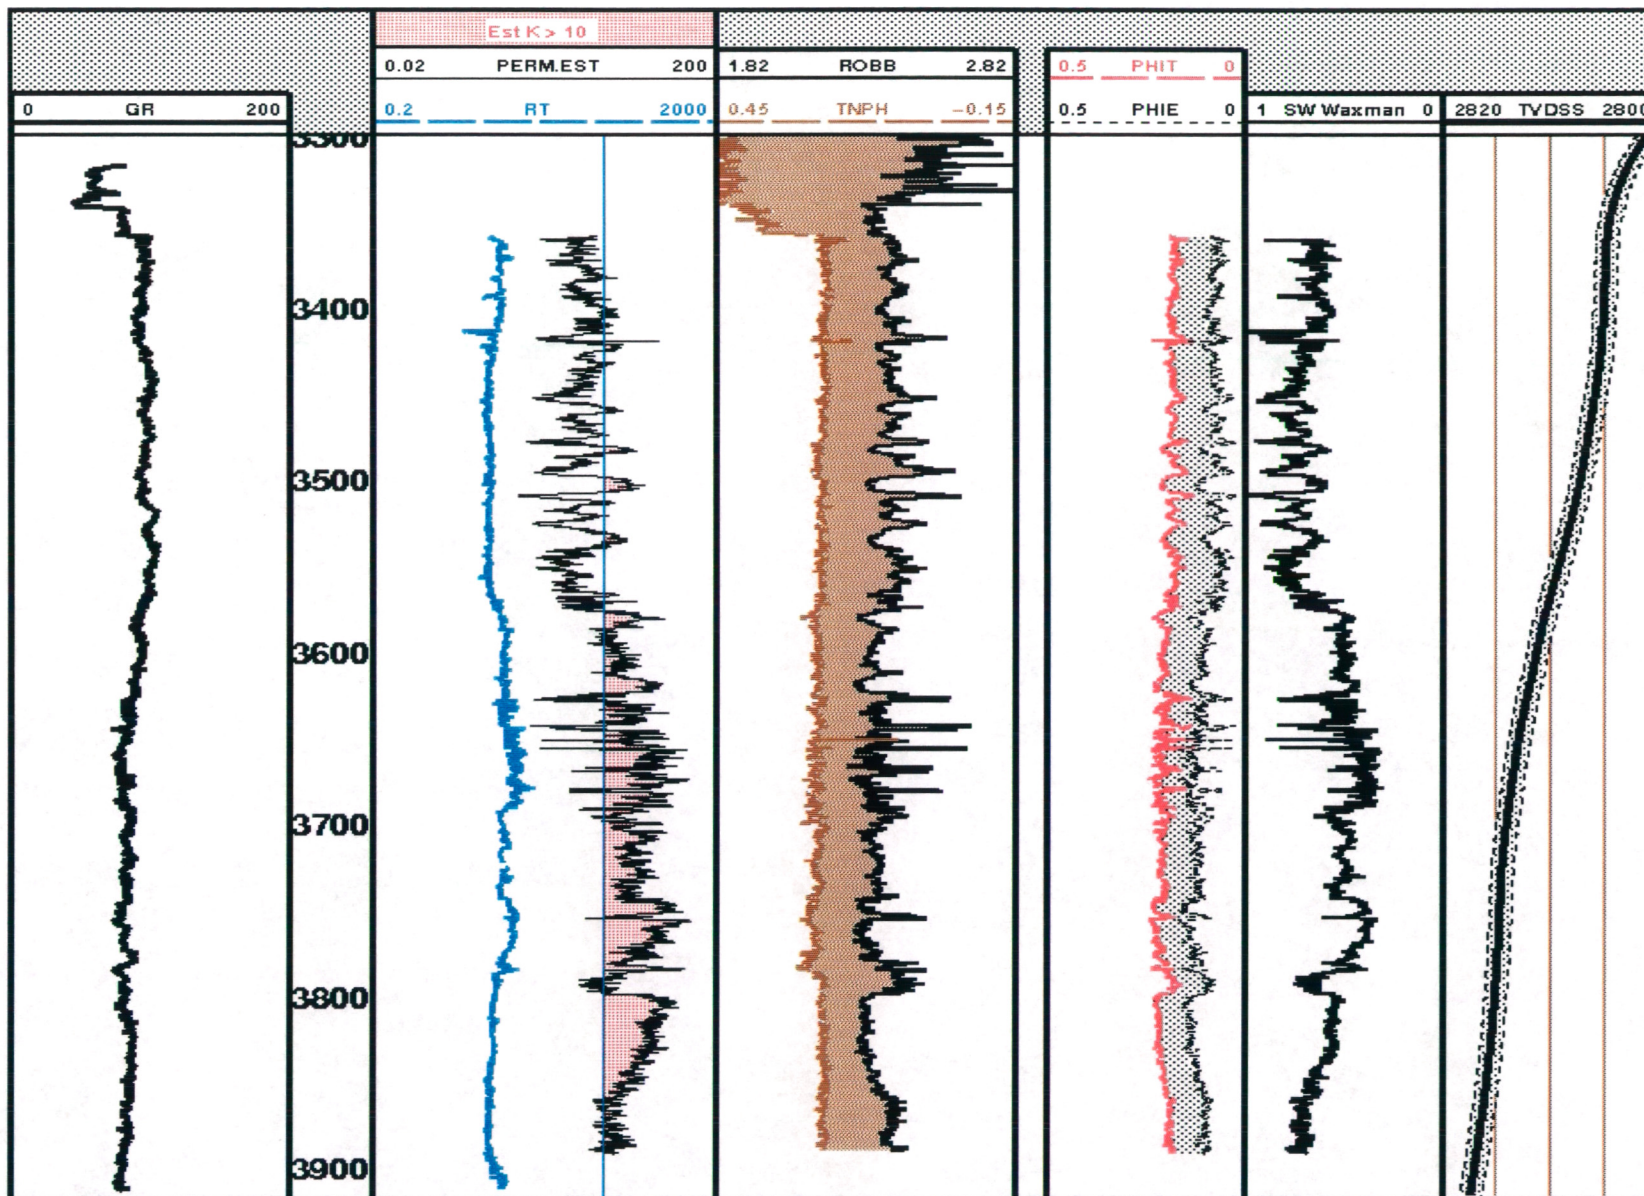 Est K > 10
0.02 PERM.EST 200
1.82 ROBB 2.82
0.5 PHIT 0
0 GR 200
0.2 RT 2000
0.45 TNPH -0.15
0.5 PHIE 0
1 SW Waxman 0
2820 TVDSS 2800
3300
3400
3500
3600
3700
3800
3900